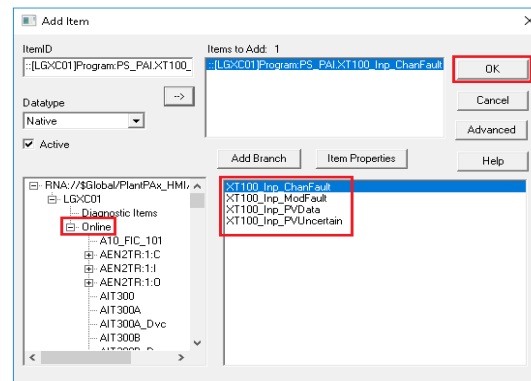 Add Item
ItemID
::[LGXC01]Program:PS_PAI.XT100_
Items to Add: 1
::[LGXC01]Program:PS_PAI.XT100_Inp_ChanFault
OK
Datatype
-->
Cancel
Native
Advanced
Active
Add Branch
Item Properties
Help
RNA://$Global/PlantPAx_HMI
LGXC01
Diagnostic Items
Online
A10_FIC_101
AEN2TR:1:C
AEN2TR:1:I
AEN2TR:1:O
AIT300
AIT300A
AIT300A_Dvc
AIT300B
XT100_Inp_ChanFault
XT100_Inp_ModFault
XT100_Inp_PVData
XT100_Inp_PVUncertain